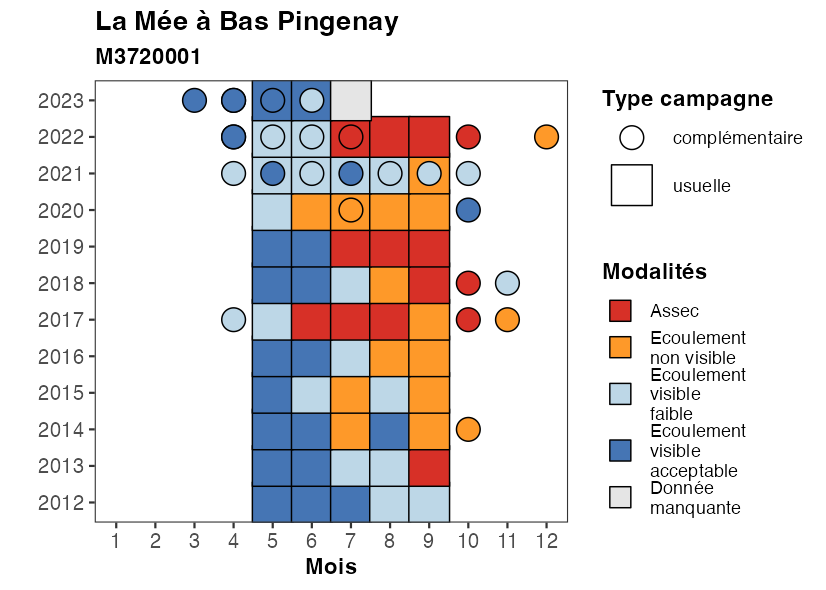 La Mée à Bas Pingenay
M3720001
2023
2022
2021
2020
2019
2018
2017
2016
2015
2014
2013
2012
1 2 3 4 5 6 7 8 9 10 11 12
Mois
Type campagne
complémentaire
usuelle
Modalités
Assec
Ecoulement
non visible
Ecoulement
visible
faible
Ecoulement
visible
acceptable
Donnée
manquante